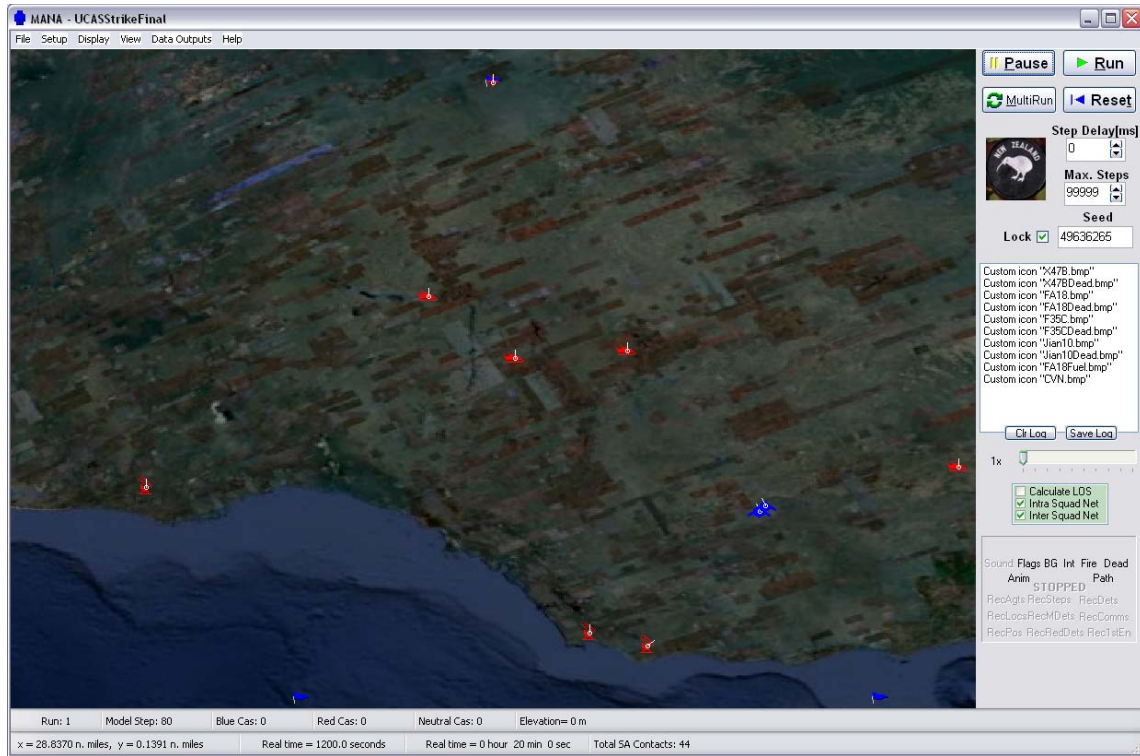 MANA - UCASStrikeFinal
File Setup Display View Data Outputs Help
Pause Run
MultiRun Reset
Step Delay[ms]
0
NEW ZEALAND
Max. Steps
99999
Seed
Lock 49636265
Custom icon "X47B.bmp"
Custom icon "X47BDead.bmp"
Custom icon "FA18.bmp"
Custom icon "FA18Dead.bmp"
Custom icon "F35C.bmp"
Custom icon "F35CDead.bmp"
Custom icon "Jian10.bmp"
Custom icon "Jian10Dead.bmp"
Custom icon "FA18Fuel.bmp"
Custom icon "CVN.bmp"
Clr Log Save Log
1x
Calculate LOS
Intra Squad Net
Inter Squad Net
Sound Flags BG Int Fire Dead
Anim Path
STOPPED
RecAgts RecSteps RecDets
RecLocs RecMDets RecComms
RecPos RecRedDets Rec1stEn
Run: 1 Model Step: 80 Blue Cas: 0 Red Cas: 0 Neutral Cas: 0 Elevation= 0 m
x = 28.8370 n. miles, y = 0.1391 n. miles Real time = 1200.0 seconds Real time = 0 hour 20 min 0 sec Total SA Contacts: 44